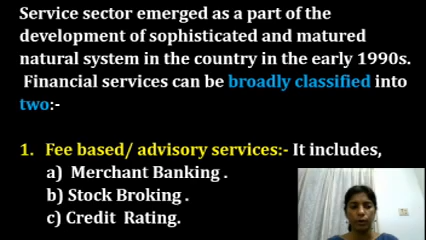 Service sector emerged as a part of the
development of sophisticated and matured
natural system in the country in the early 1990s.
Financial services can be broadly classified into
two:-
1. Fee based/ advisory services:- It includes,
a) Merchant Banking .
b) Stock Broking .
c) Credit Rating.